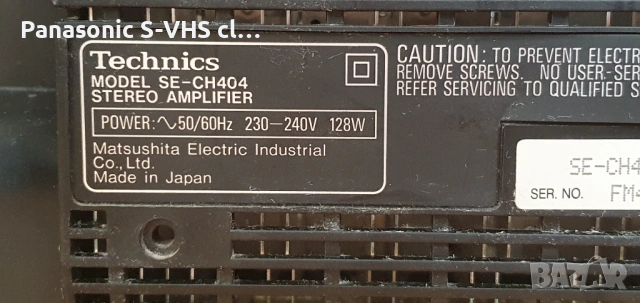 Panasonic S-VHS cl...
Technics
MODEL SE-CH404
STEREO AMPLIFIER
POWER:∿50/60Hz 230-240V 128W
Matsushita Electric Industrial
Co., Ltd.
Made in Japan
CAUTION: TO PREVENT ELECTR
REMOVE SCREWS. NO USER-SER
REFER SERVICING TO QUALIFIED S
SE-CH4
SER. NO. FM4
BAZAR